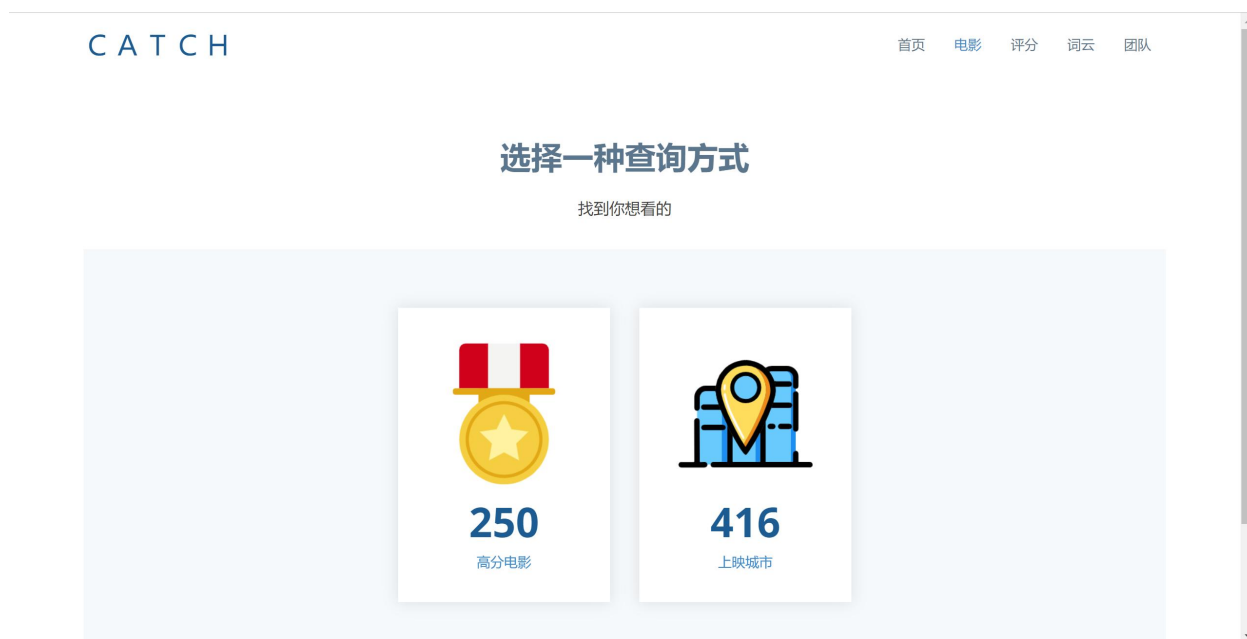 CATCH
首页 电影 评分 词云 团队
选择一种查询方式
找到你想看的
250
高分电影
416
上映城市